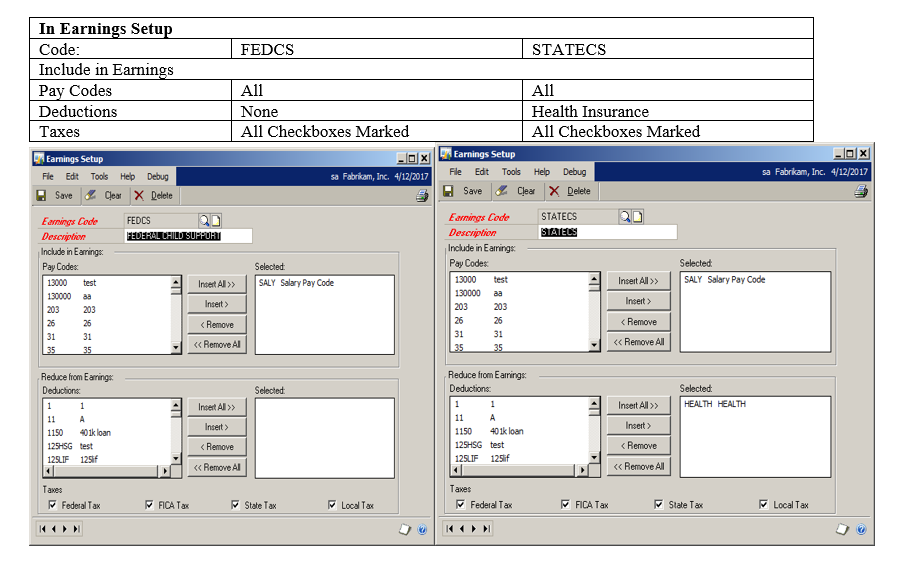 In Earnings Setup
Code: FEDCS STATECS
Include in Earnings
Pay Codes All All
Deductions None Health Insurance
Taxes All Checkboxes Marked All Checkboxes Marked
Earnings Setup
File Edit Tools Help Debug sa Fabrikam, Inc. 4/12/2017
Save Clear Delete
Earnings Code FEDCS
Description FEDERAL CHILD SUPPORT
Include in Earnings:
Pay Codes: Selected:
13000 test Insert All >> SALY Salary Pay Code
130000 aa
203 203 Insert >
26 26 < Remove
31 31 << Remove All
35 35
Reduce from Earnings:
Deductions: Selected:
1 1 Insert All >>
11 A
1150 401k loan Insert >
125HSG test < Remove
125LIF 125lif << Remove All
Taxes
Federal Tax FICA Tax State Tax Local Tax
Earnings Setup
File Edit Tools Help Debug sa Fabrikam, Inc. 4/12/2017
Save Clear Delete
Earnings Code STATECS
Description STATECS
Include in Earnings:
Pay Codes: Selected:
13000 test Insert All >> SALY Salary Pay Code
130000 aa
203 203 Insert >
26 26 < Remove
31 31 << Remove All
35 35
Reduce from Earnings:
Deductions: Selected:
1 1 Insert All >> HEALTH HEALTH
11 A
1150 401k loan Insert >
125HSG test < Remove
125LIF 125lif << Remove All
Taxes
Federal Tax FICA Tax State Tax Local Tax